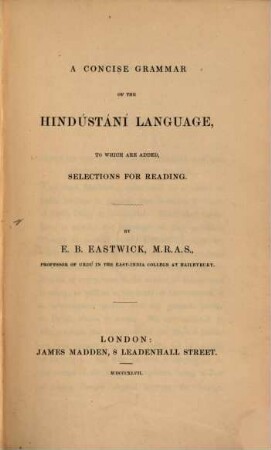 A CONCISE GRAMMAR
OF THE
HINDÚSTÁNÍ LANGUAGE,
TO WHICH ARE ADDED,
SELECTIONS FOR READING.
BY
E. B. EASTWICK, M.R.A.S.,
PROFESSOR OF URDÚ IN THE EAST-INDIA COLLEGE AT HAILEYBURY.
LONDON:
JAMES MADDEN, 8 LEADENHALL STREET.